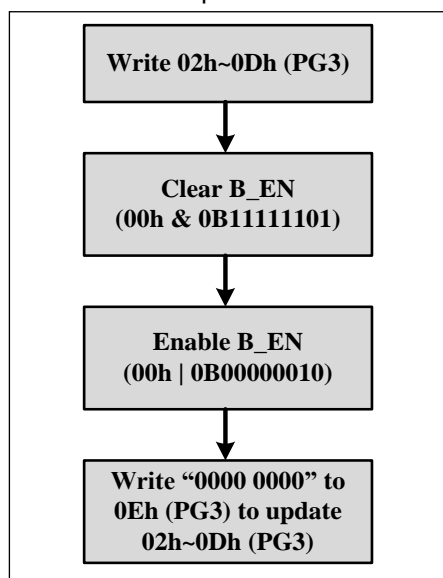 Write 02h~0Dh (PG3)
Clear B_EN
(00h & 0B11111101)
Enable B_EN
(00h | 0B00000010)
Write “0000 0000” to
0Eh (PG3) to update
02h~0Dh (PG3)